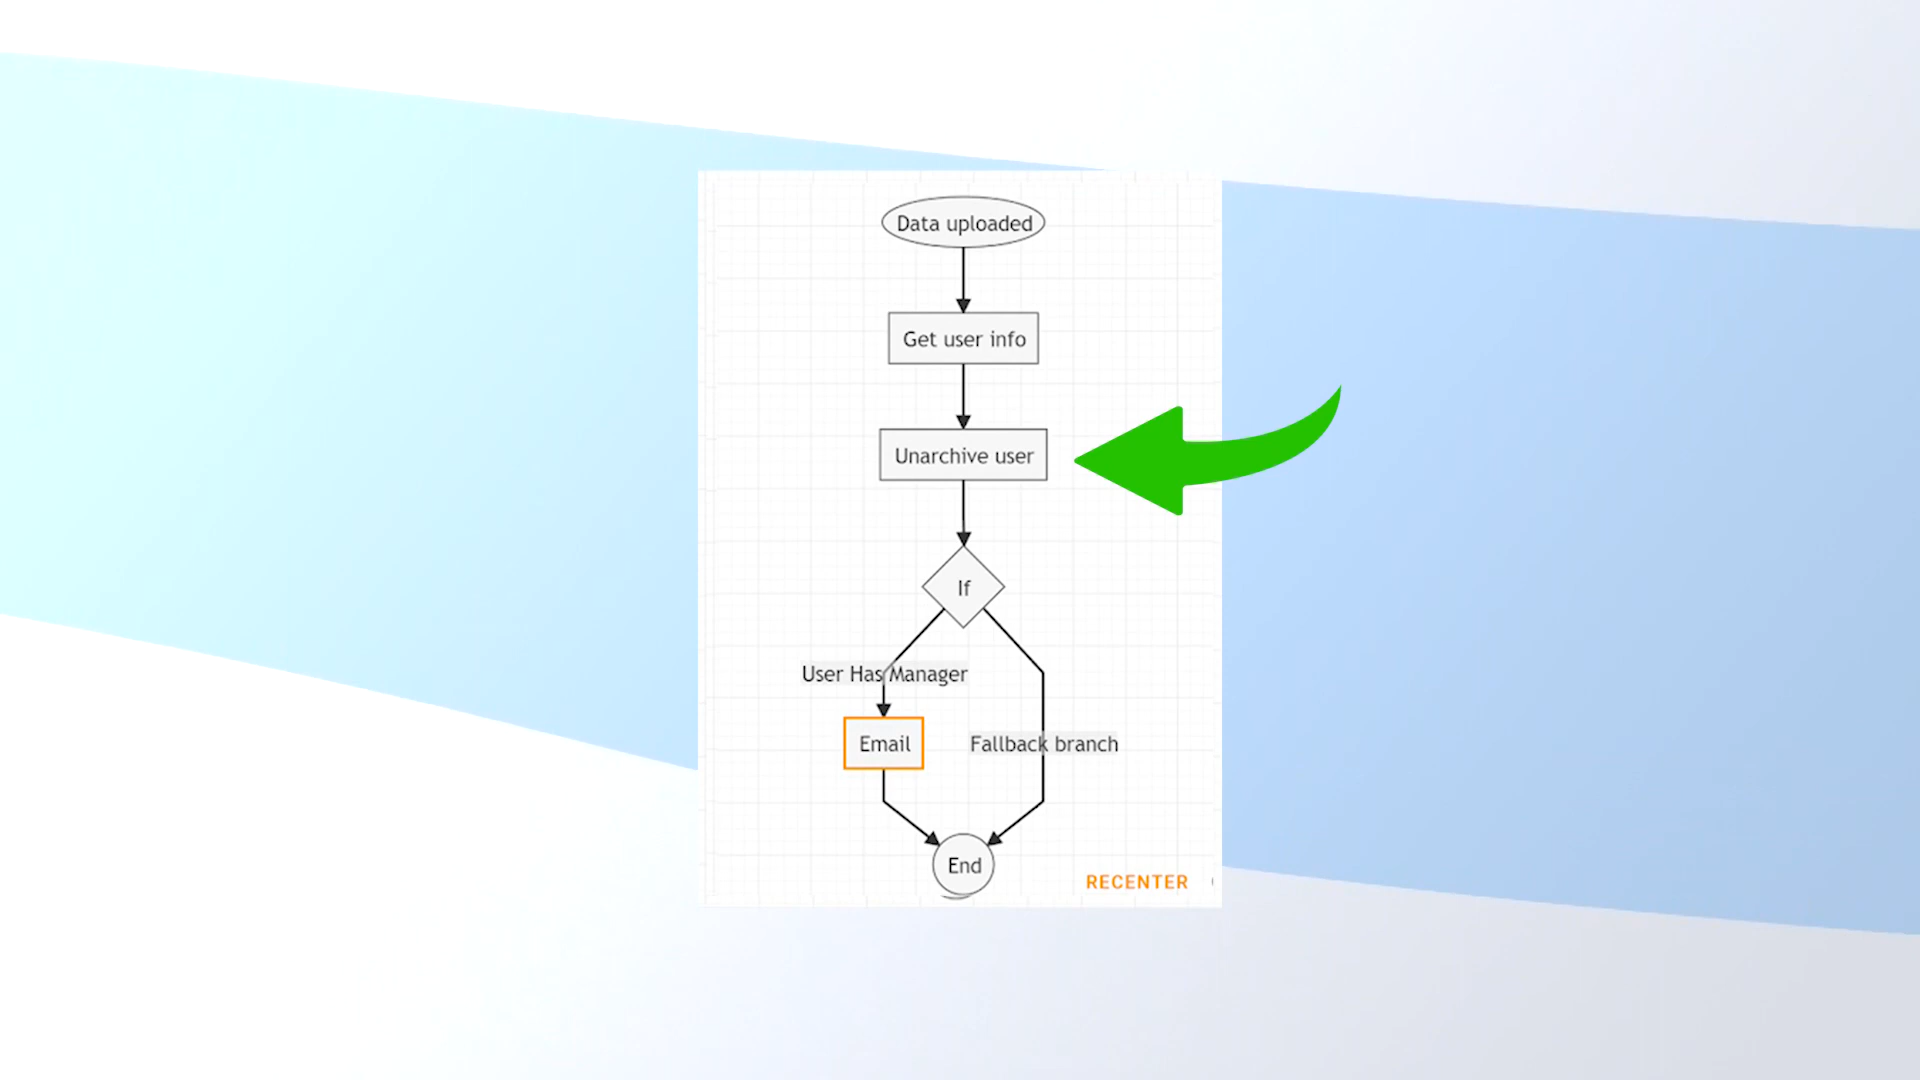 Data uploaded
Get user info
Unarchive user
If
User Has Manager
Email
Fallback branch
End
RECENTER